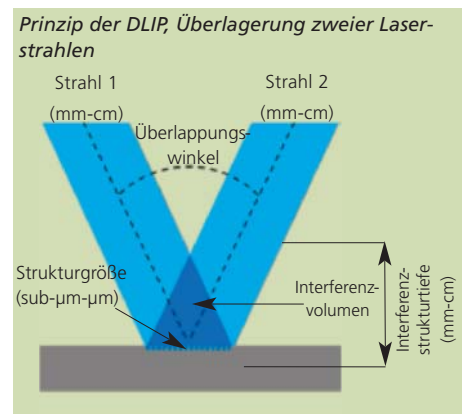 Prinzip der DLIP, Überlagerung zweier Laser-
strahlen
Strahl 1
(mm-cm)
Strahl 2
(mm-cm)
Überlappungs-
winkel
Strukturgröße
(sub-µm-µm)
Interferenz-
volumen
Interferenz-
strukturtiefe
(mm-cm)